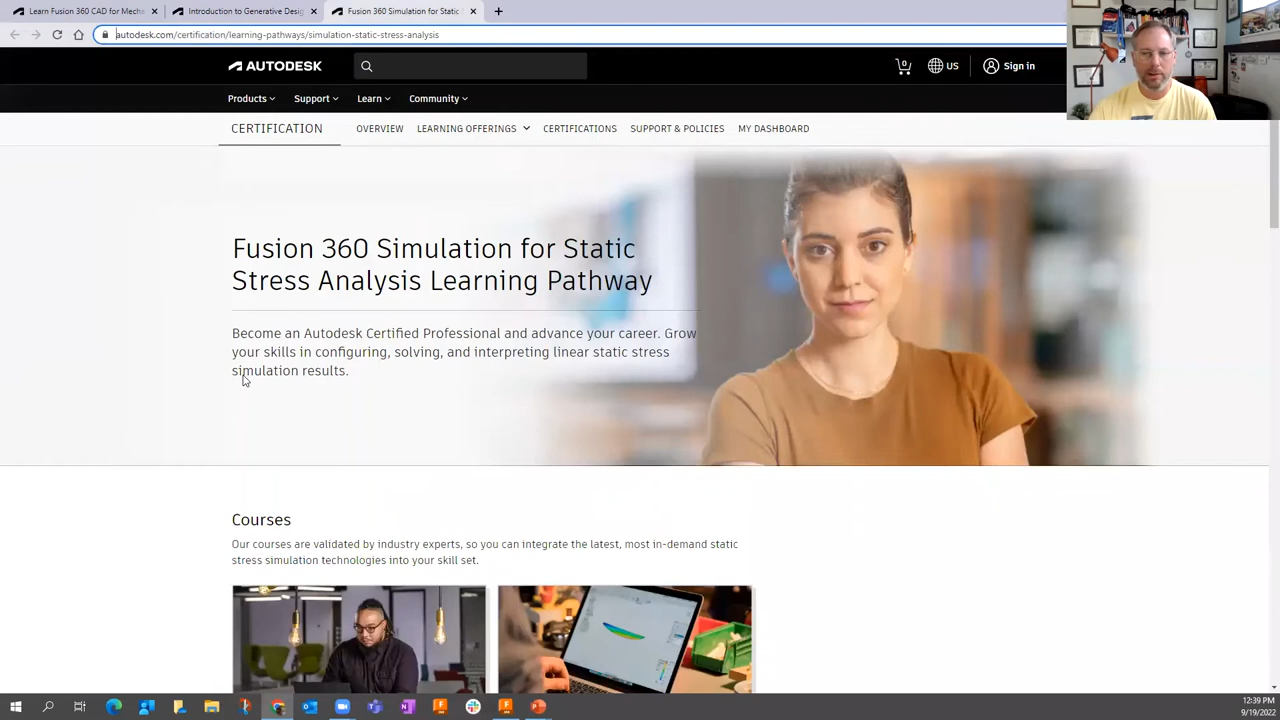 Learn Fusion 360 CAD for Mech
Introduction to Generative Desig
Fusion 360 Simulation for Static
autodesk.com/certification/learning-pathways/simulation-static-stress-analysis
AUTODESK
0
US
Sign in
Products
Support
Learn
Community
CERTIFICATION
OVERVIEW
LEARNING OFFERINGS
CERTIFICATIONS
SUPPORT & POLICIES
MY DASHBOARD
Fusion 360 Simulation for Static
Stress Analysis Learning Pathway
Become an Autodesk Certified Professional and advance your career. Grow
your skills in configuring, solving, and interpreting linear static stress
simulation results.
Courses
Our courses are validated by industry experts, so you can integrate the latest, most in-demand static
stress simulation technologies into your skill set.
12:39 PM
9/19/2022